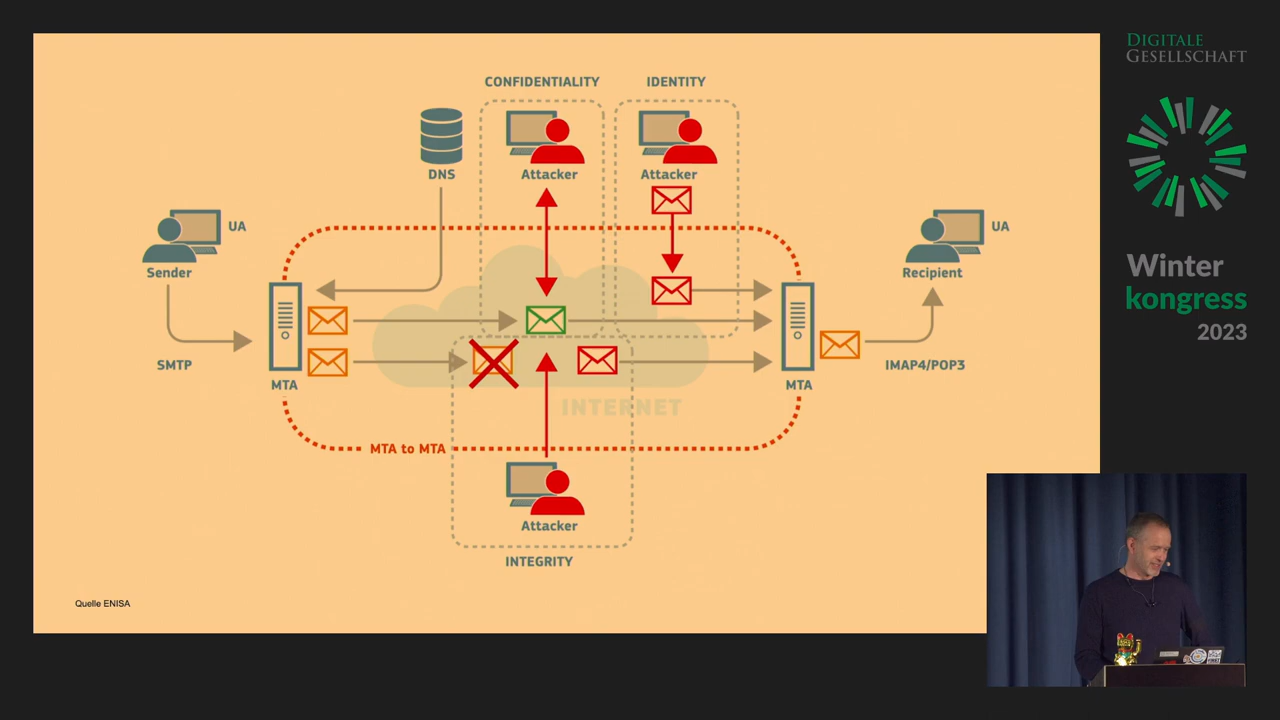 CONFIDENTIALITY
IDENTITY
DNS
Attacker
Attacker
UA
Sender
UA
Recipient
SMTP
MTA
MTA
IMAP4/POP3
INTERNET
MTA to MTA
Attacker
INTEGRITY
Quelle ENISA
DIGITALE
GESELLSCHAFT
Winter
kongress
2023